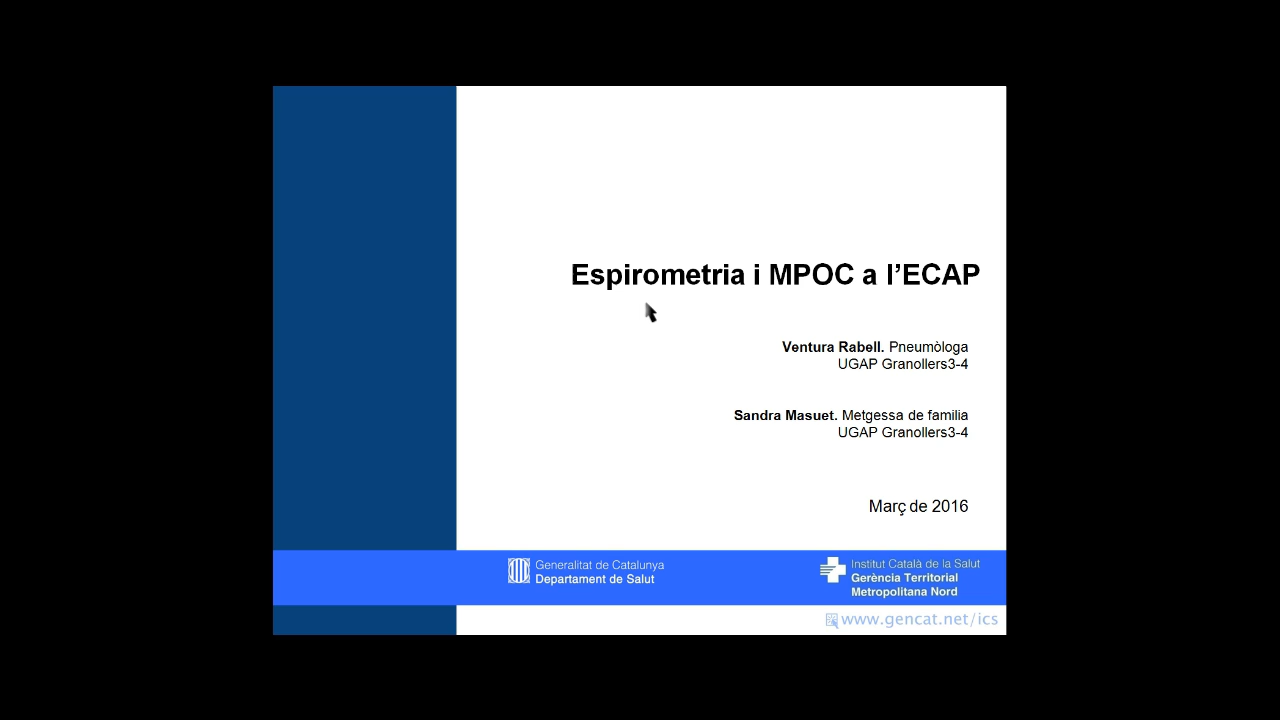 Espirometria i MPOC a l’ECAP
Ventura Rabell. Pneumòloga
UGAP Granollers3-4
Sandra Masuet. Metgessa de familia
UGAP Granollers3-4
Març de 2016
Generalitat de Catalunya
Departament de Salut
Institut Català de la Salut
Gerència Territorial
Metropolitana Nord
www.gencat.net/ics